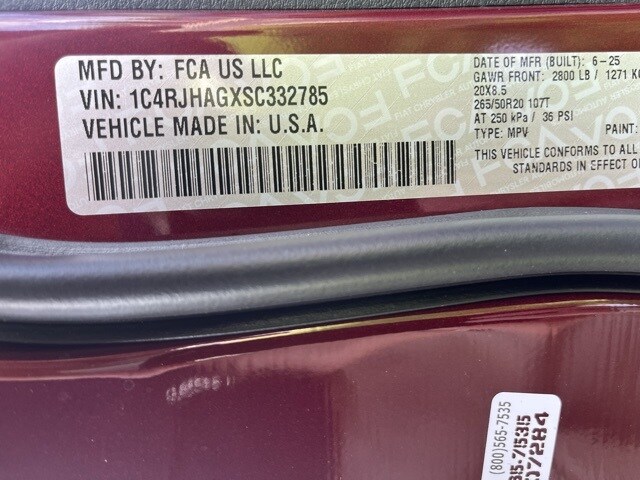 MFD BY: FCA US LLC
VIN: 1C4RJHAGXSC332785
VEHICLE MADE IN: U.S.A.
DATE OF MFR (BUILT): 6-25
GAWR FRONT: 2800 LB / 1271 KG
20X8.5
265/50R20 107T
AT 250 kPa / 36 PSI
TYPE: MPV PAINT:
THIS VEHICLE CONFORMS TO ALL
STANDARDS IN EFFECT
(800)565-7535